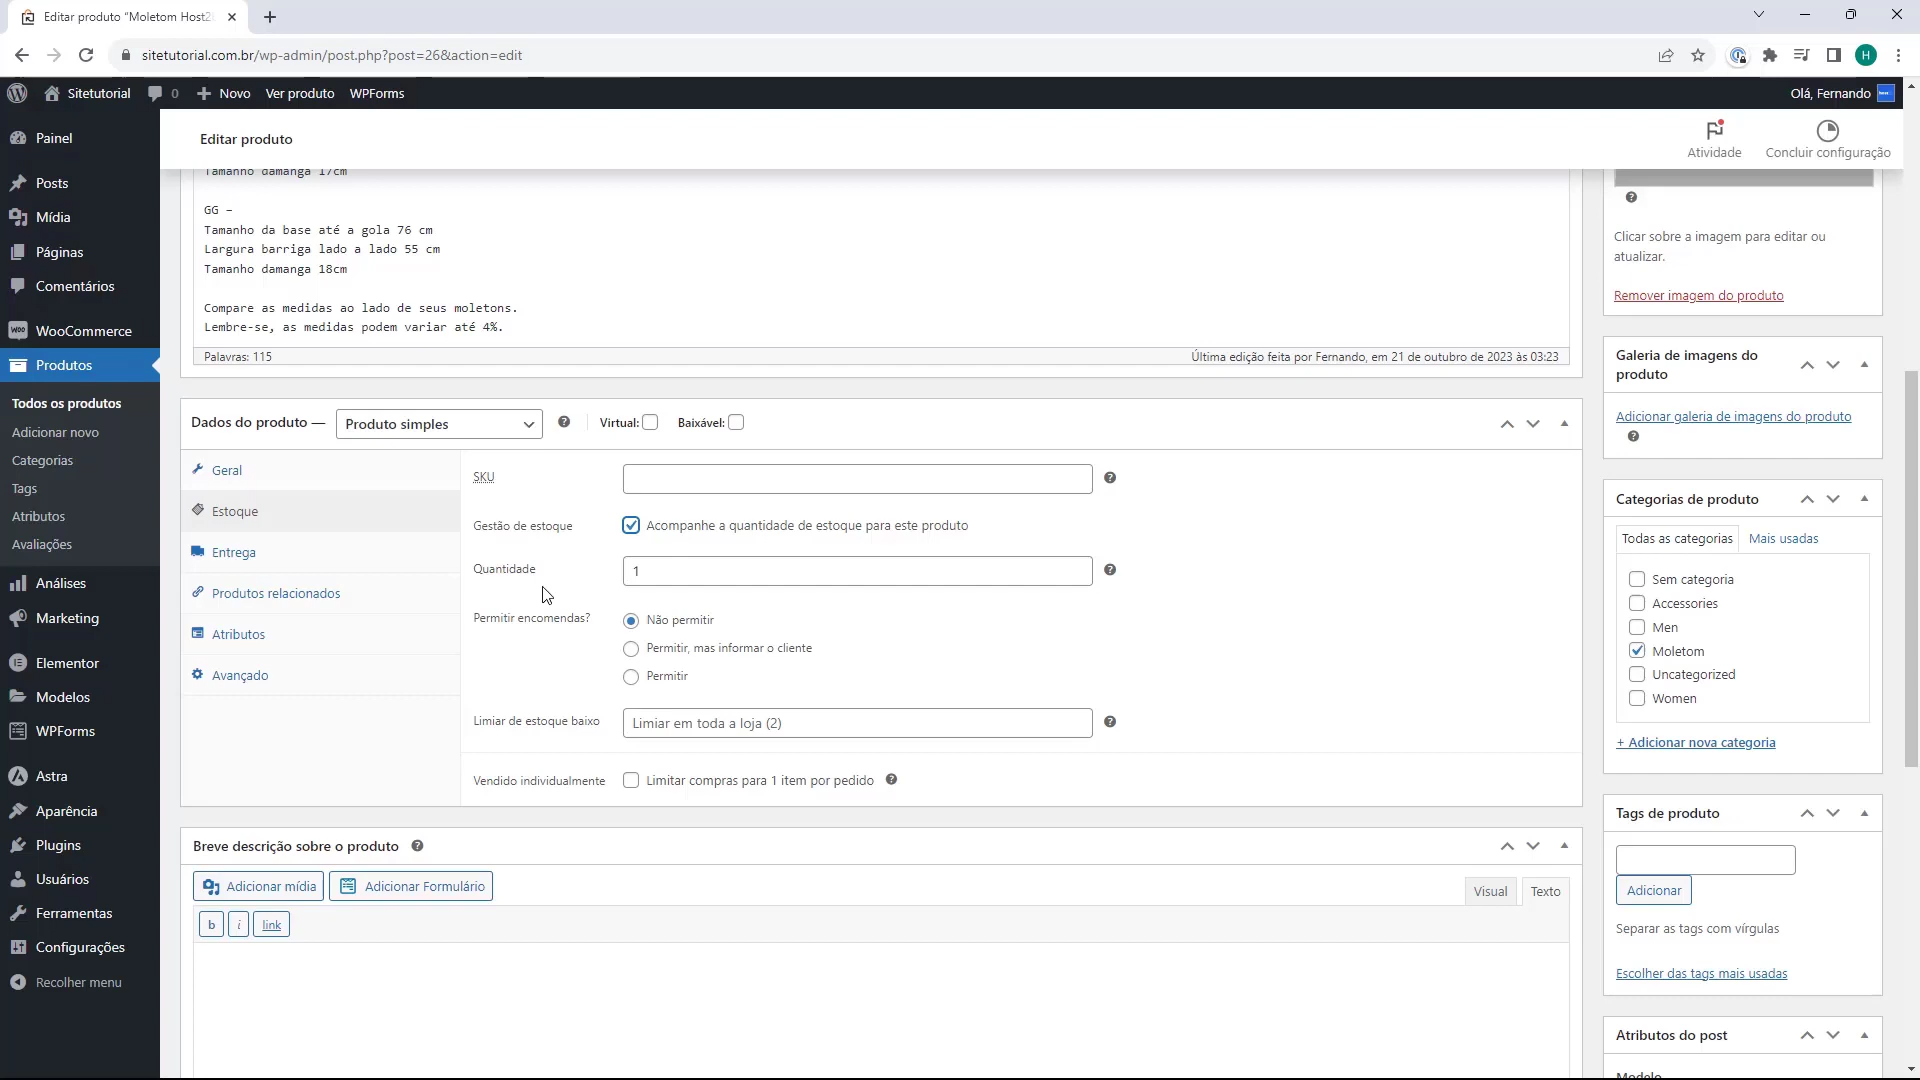 Editar produto “Moletom Host2
sitetutorial.com.br/wp-admin/post.php?post=26&action=edit
H
Sitetutorial
0
Novo
Ver produto
WPForms
Olá, Fernando
Painel
Posts
Mídia
Páginas
Comentários
WooCommerce
Produtos
Todos os produtos
Adicionar novo
Categorias
Tags
Atributos
Avaliações
Análises
Marketing
Elementor
Modelos
WPForms
Astra
Aparência
Plugins
Usuários
Ferramentas
Configurações
Recolher menu
Editar produto
Atividade
Concluir configuração
Tamanho damanga 17cm
GG –
Tamanho da base até a gola 76 cm
Largura barriga lado a lado 55 cm
Tamanho damanga 18cm
Compare as medidas ao lado de seus moletons.
Lembre-se, as medidas podem variar até 4%.
Palavras: 115
Última edição feita por Fernando, em 21 de outubro de 2023 às 03:23
Dados do produto —
Produto simples
Virtual:
Baixável:
Geral
Estoque
Entrega
Produtos relacionados
Atributos
Avançado
SKU
Gestão de estoque
Acompanhe a quantidade de estoque para este produto
Quantidade
1
Permitir encomendas?
Não permitir
Permitir, mas informar o cliente
Permitir
Limiar de estoque baixo
Limiar em toda a loja (2)
Vendido individualmente
Limitar compras para 1 item por pedido
Breve descrição sobre o produto
Adicionar mídia
Adicionar Formulário
Visual
Texto
b
i
link
Clicar sobre a imagem para editar ou
atualizar.
Remover imagem do produto
Galeria de imagens do
produto
Adicionar galeria de imagens do produto
Categorias de produto
Todas as categorias
Mais usadas
Sem categoria
Accessories
Men
Moletom
Uncategorized
Women
+ Adicionar nova categoria
Tags de produto
Adicionar
Separar as tags com vírgulas
Escolher das tags mais usadas
Atributos do post
Modelo